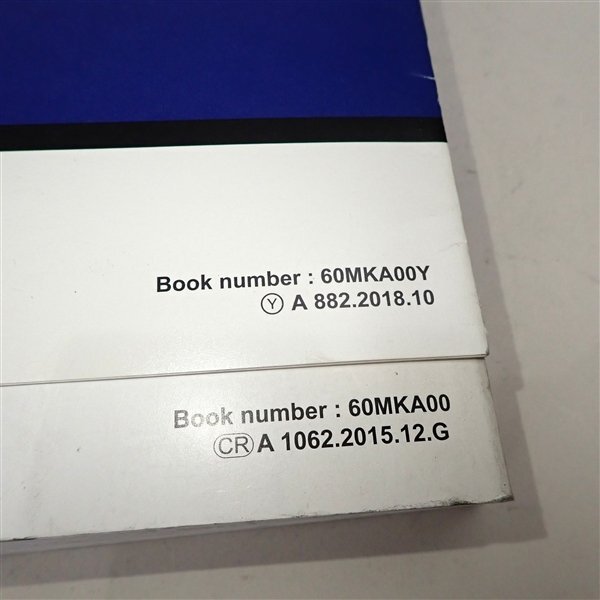 Book number : 60MKA00Y
Ⓨ A 882.2018.10
Book number : 60MKA00
CR A 1062.2015.12.G